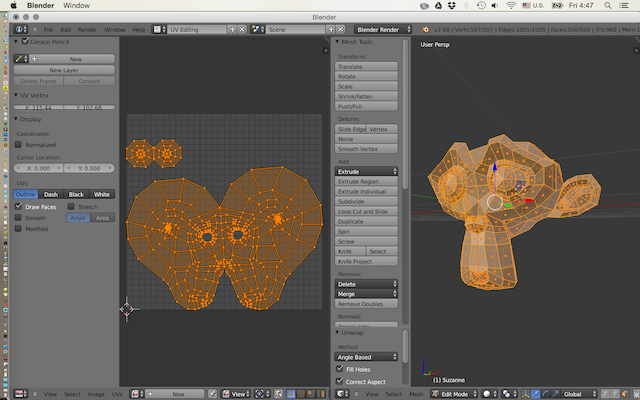 Blender Window U.S. Fri 4:47
Blender
File Render Window Help UV Editing Scene Blender Render v2.68 | Verts:507/507 | Edges:1005/1005 | Faces:500/500 | Tris:968 | Mem:1
Grease Pencil
New
New Layer
Delete Frame Convert
UV Vertex
Display
Coordinates:
Normalized
Cursor Location:
X: 0.000 Y: 0.000
UVs:
Outline Dash Black White
Draw Faces Stretch
Smooth Angle Area
Modified
Mesh Tools
Transform:
Translate
Rotate
Scale
Shrink/Fatten
Push/Pull
Deform:
Slide Edge Vertex
Noise
Smooth Vertex
Add:
Extrude
Extrude Region
Extrude Individual
Subdivide
Loop Cut and Slide
Duplicate
Spin
Screw
Knife Select
Knife Project
Remove:
Delete
Merge
Remove Doubles
Normals:
Unwrap
Method
Angle Based
Fill Holes
Correct Aspect
User Persp
(1) Suzanne
View Select Image UVs New View
View Select Mesh Edit Mode Global